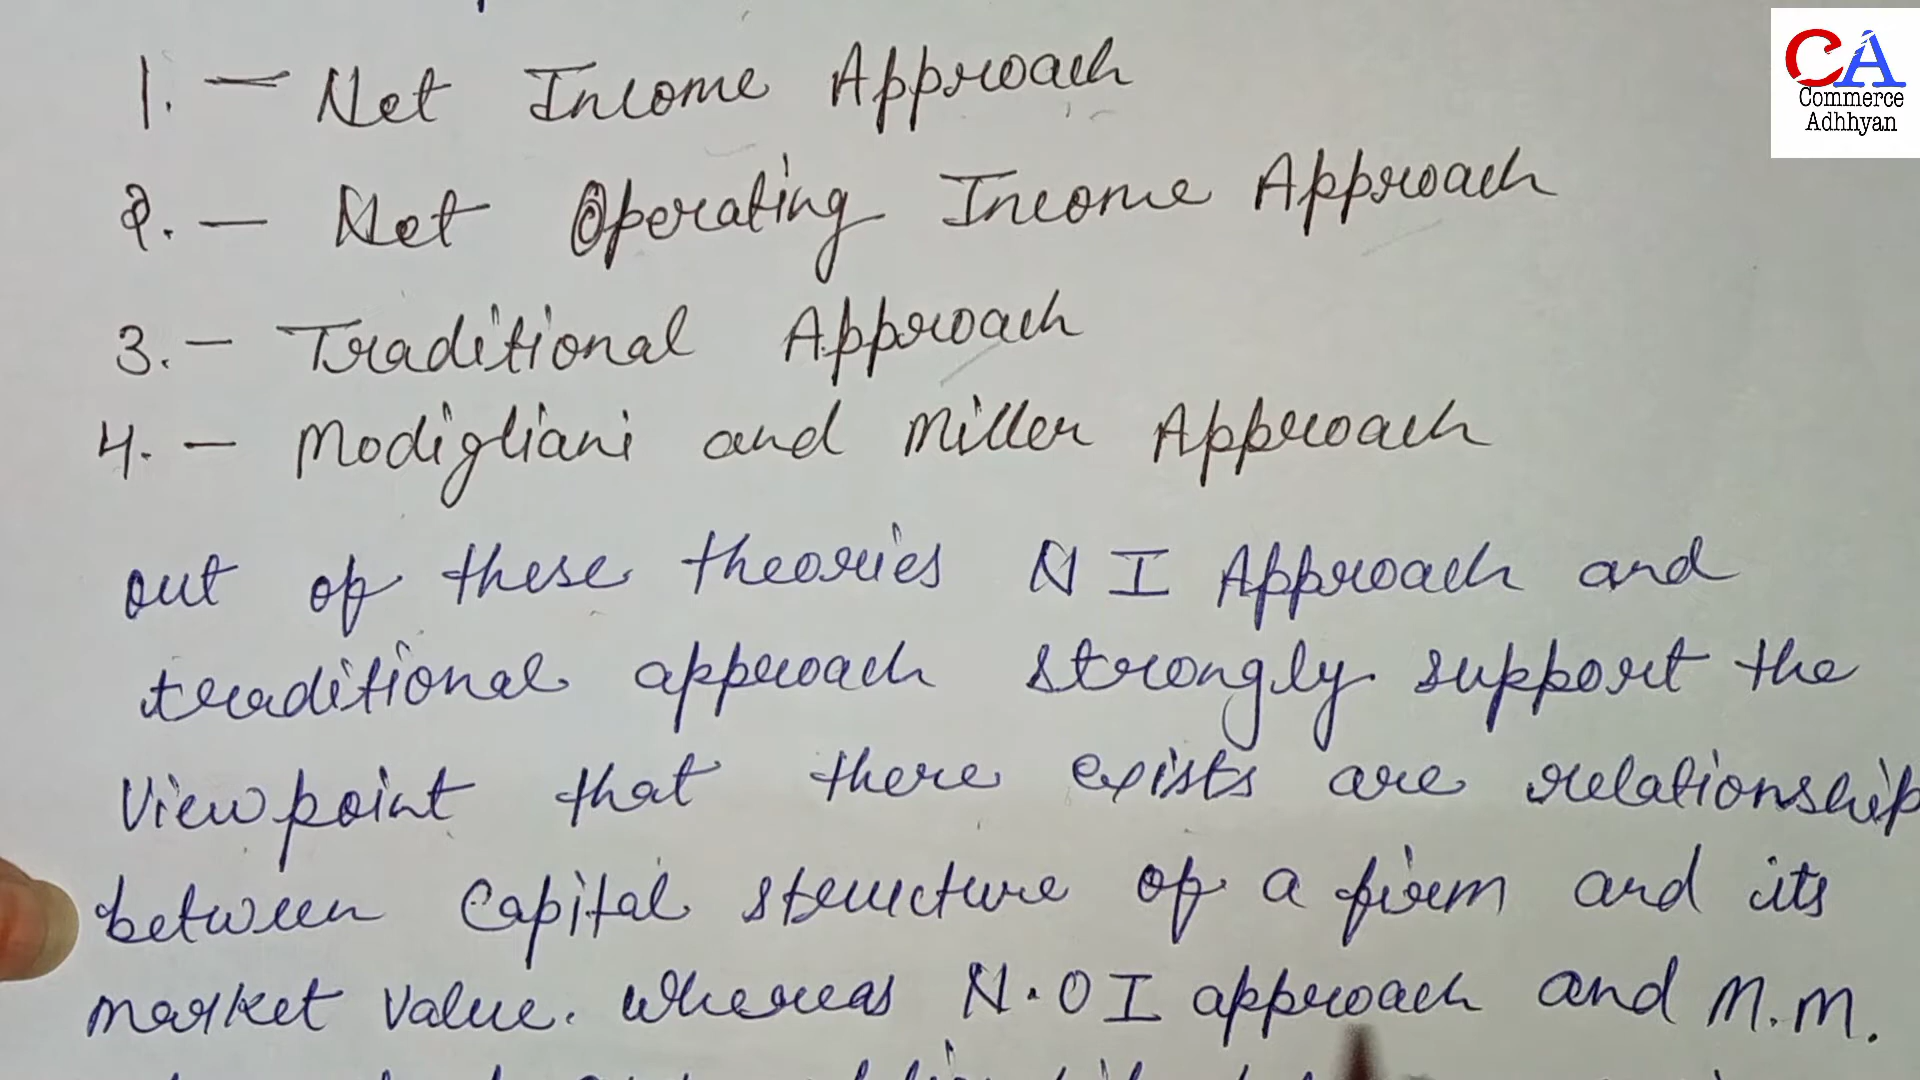 1. — Net Income Approach
2. — Net Operating Income Approach
3. — Traditional Approach
4. — Modigliani and Miller Approach
out of these theories N I Approach and
traditional approach strongly support the
Viewpoint that there exists are relationship
between Capital structure of a firm and its
market value. whereas N.O I approach and M.M.
CA
Commerce
Adhhyan